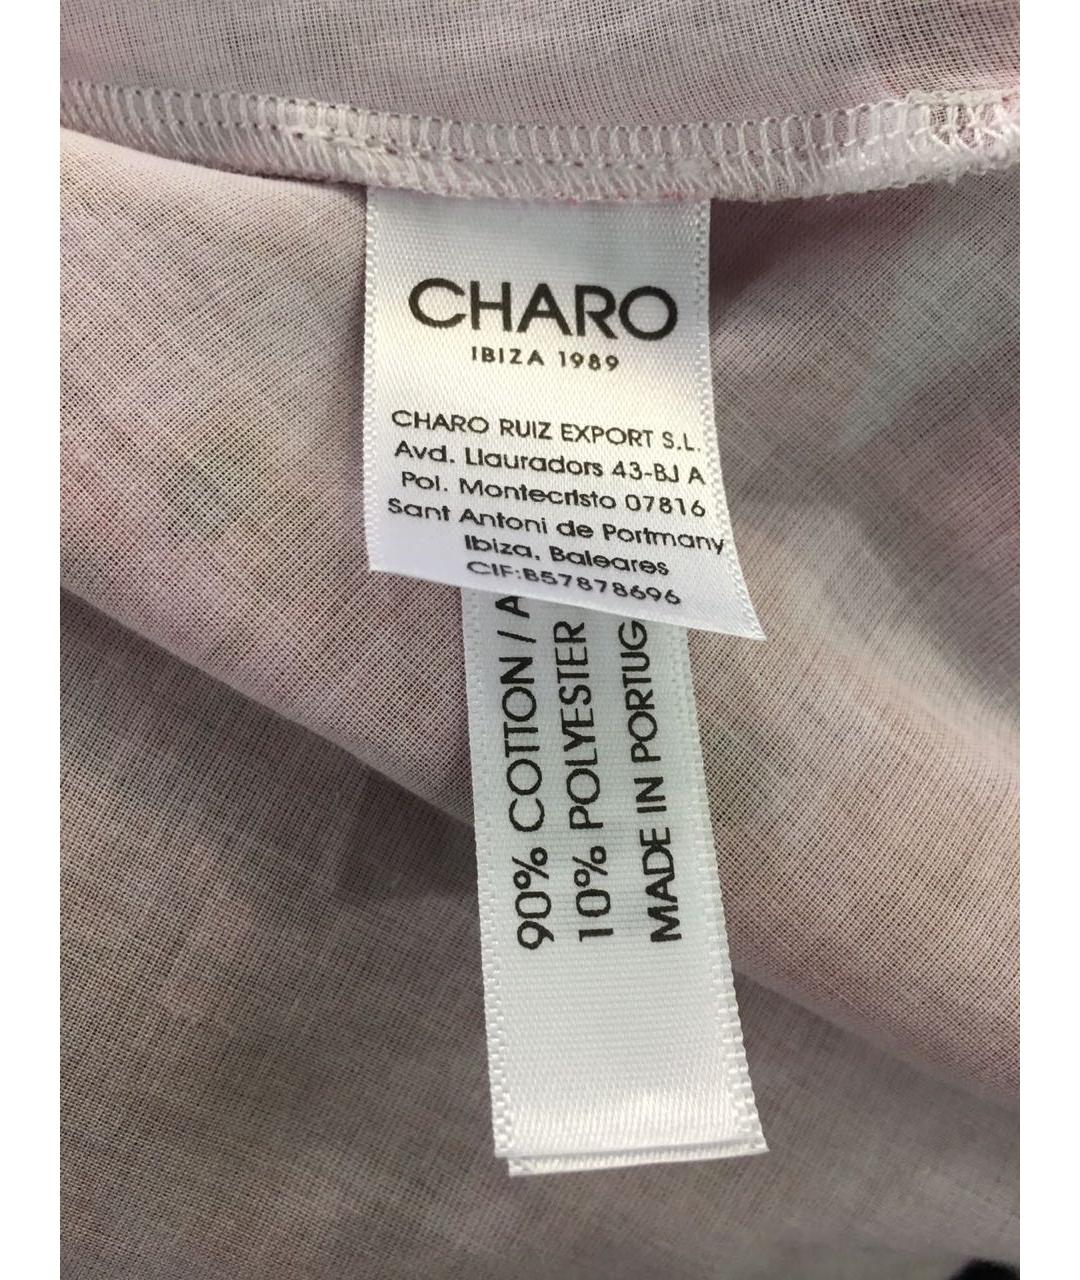 CHARO
IBIZA 1989
CHARO RUIZ EXPORT S.L.
Avd. Llauradors 43-BJ A
Pol. Montecristo 07816
Sant Antoni de Portmany
Ibiza, Baleares
CIF:B57878696
90% COTTON / A
10% POLYESTER
MADE IN PORTUG